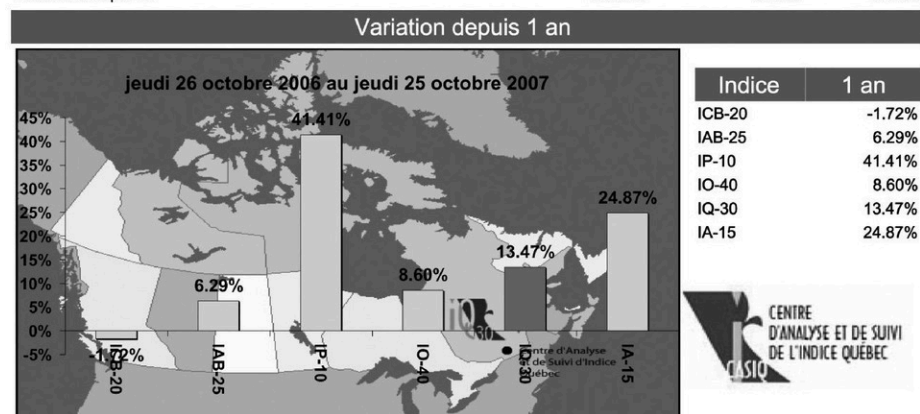 Variation depuis 1 an
jeudi 26 octobre 2006 au jeudi 25 octobre 2007
45%
40%
35%
30%
25%
20%
15%
10%
5%
0%
-5%
-1.72%
6.29%
41.41%
8.60%
13.47%
24.87%
ICB-20
IAB-25
IP-10
IO-40
IQ-30
IA-15
iQ
30
Centre d'Analyse
et de Suivi d'Indice
Québec
Indice 1 an
ICB-20 -1.72%
IAB-25 6.29%
IP-10 41.41%
IO-40 8.60%
IQ-30 13.47%
IA-15 24.87%
CASIQ
CENTRE
D'ANALYSE ET DE SUIVI
DE L'INDICE QUÉBEC